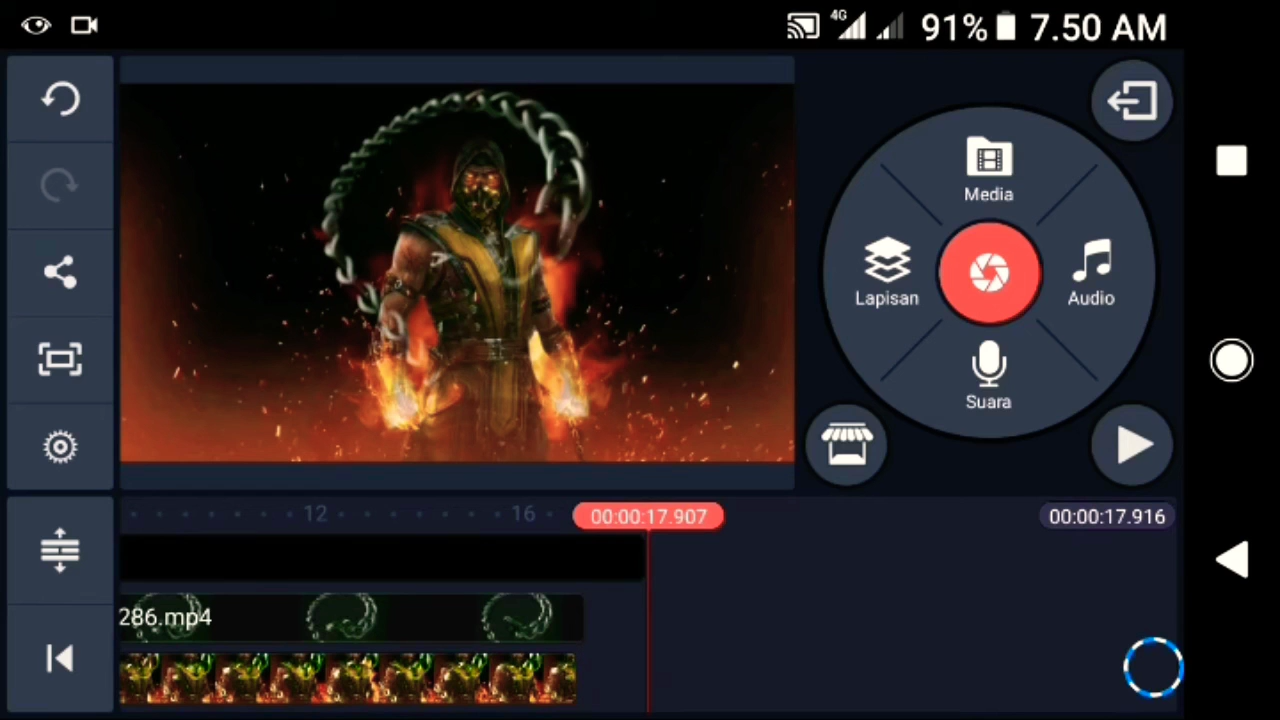 4G 91% 7.50 AM
Media
Lapisan
Audio
Suara
12 16 00:00:17.907 00:00:17.916
286.mp4